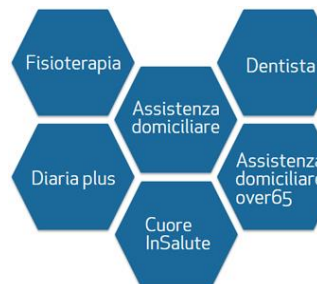 Fisioterapia
Dentista
Assistenza
domiciliare
Diaria plus
Assistenza
domiciliare
over65
Cuore
InSalute